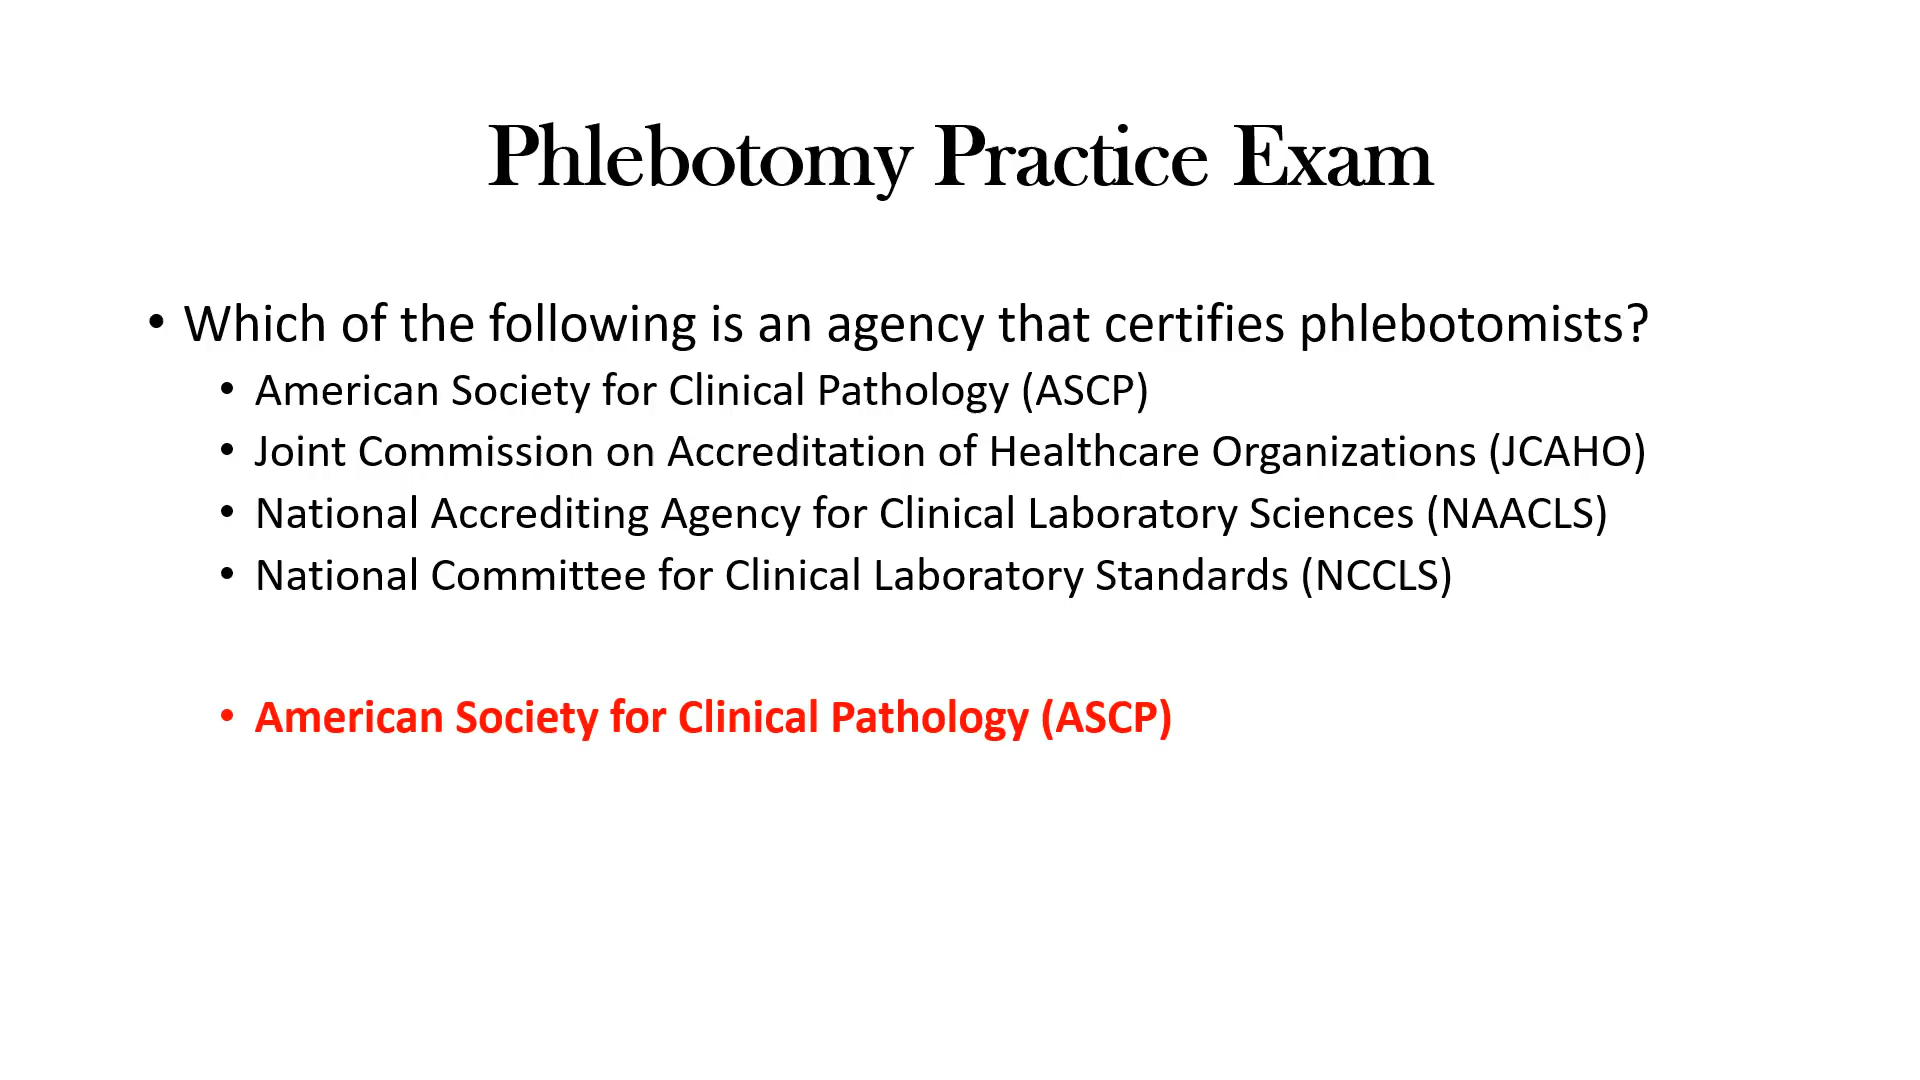 Phlebotomy Practice Exam
• Which of the following is an agency that certifies phlebotomists?
• American Society for Clinical Pathology (ASCP)
• Joint Commission on Accreditation of Healthcare Organizations (JCAHO)
• National Accrediting Agency for Clinical Laboratory Sciences (NAACLS)
• National Committee for Clinical Laboratory Standards (NCCLS)
• American Society for Clinical Pathology (ASCP)